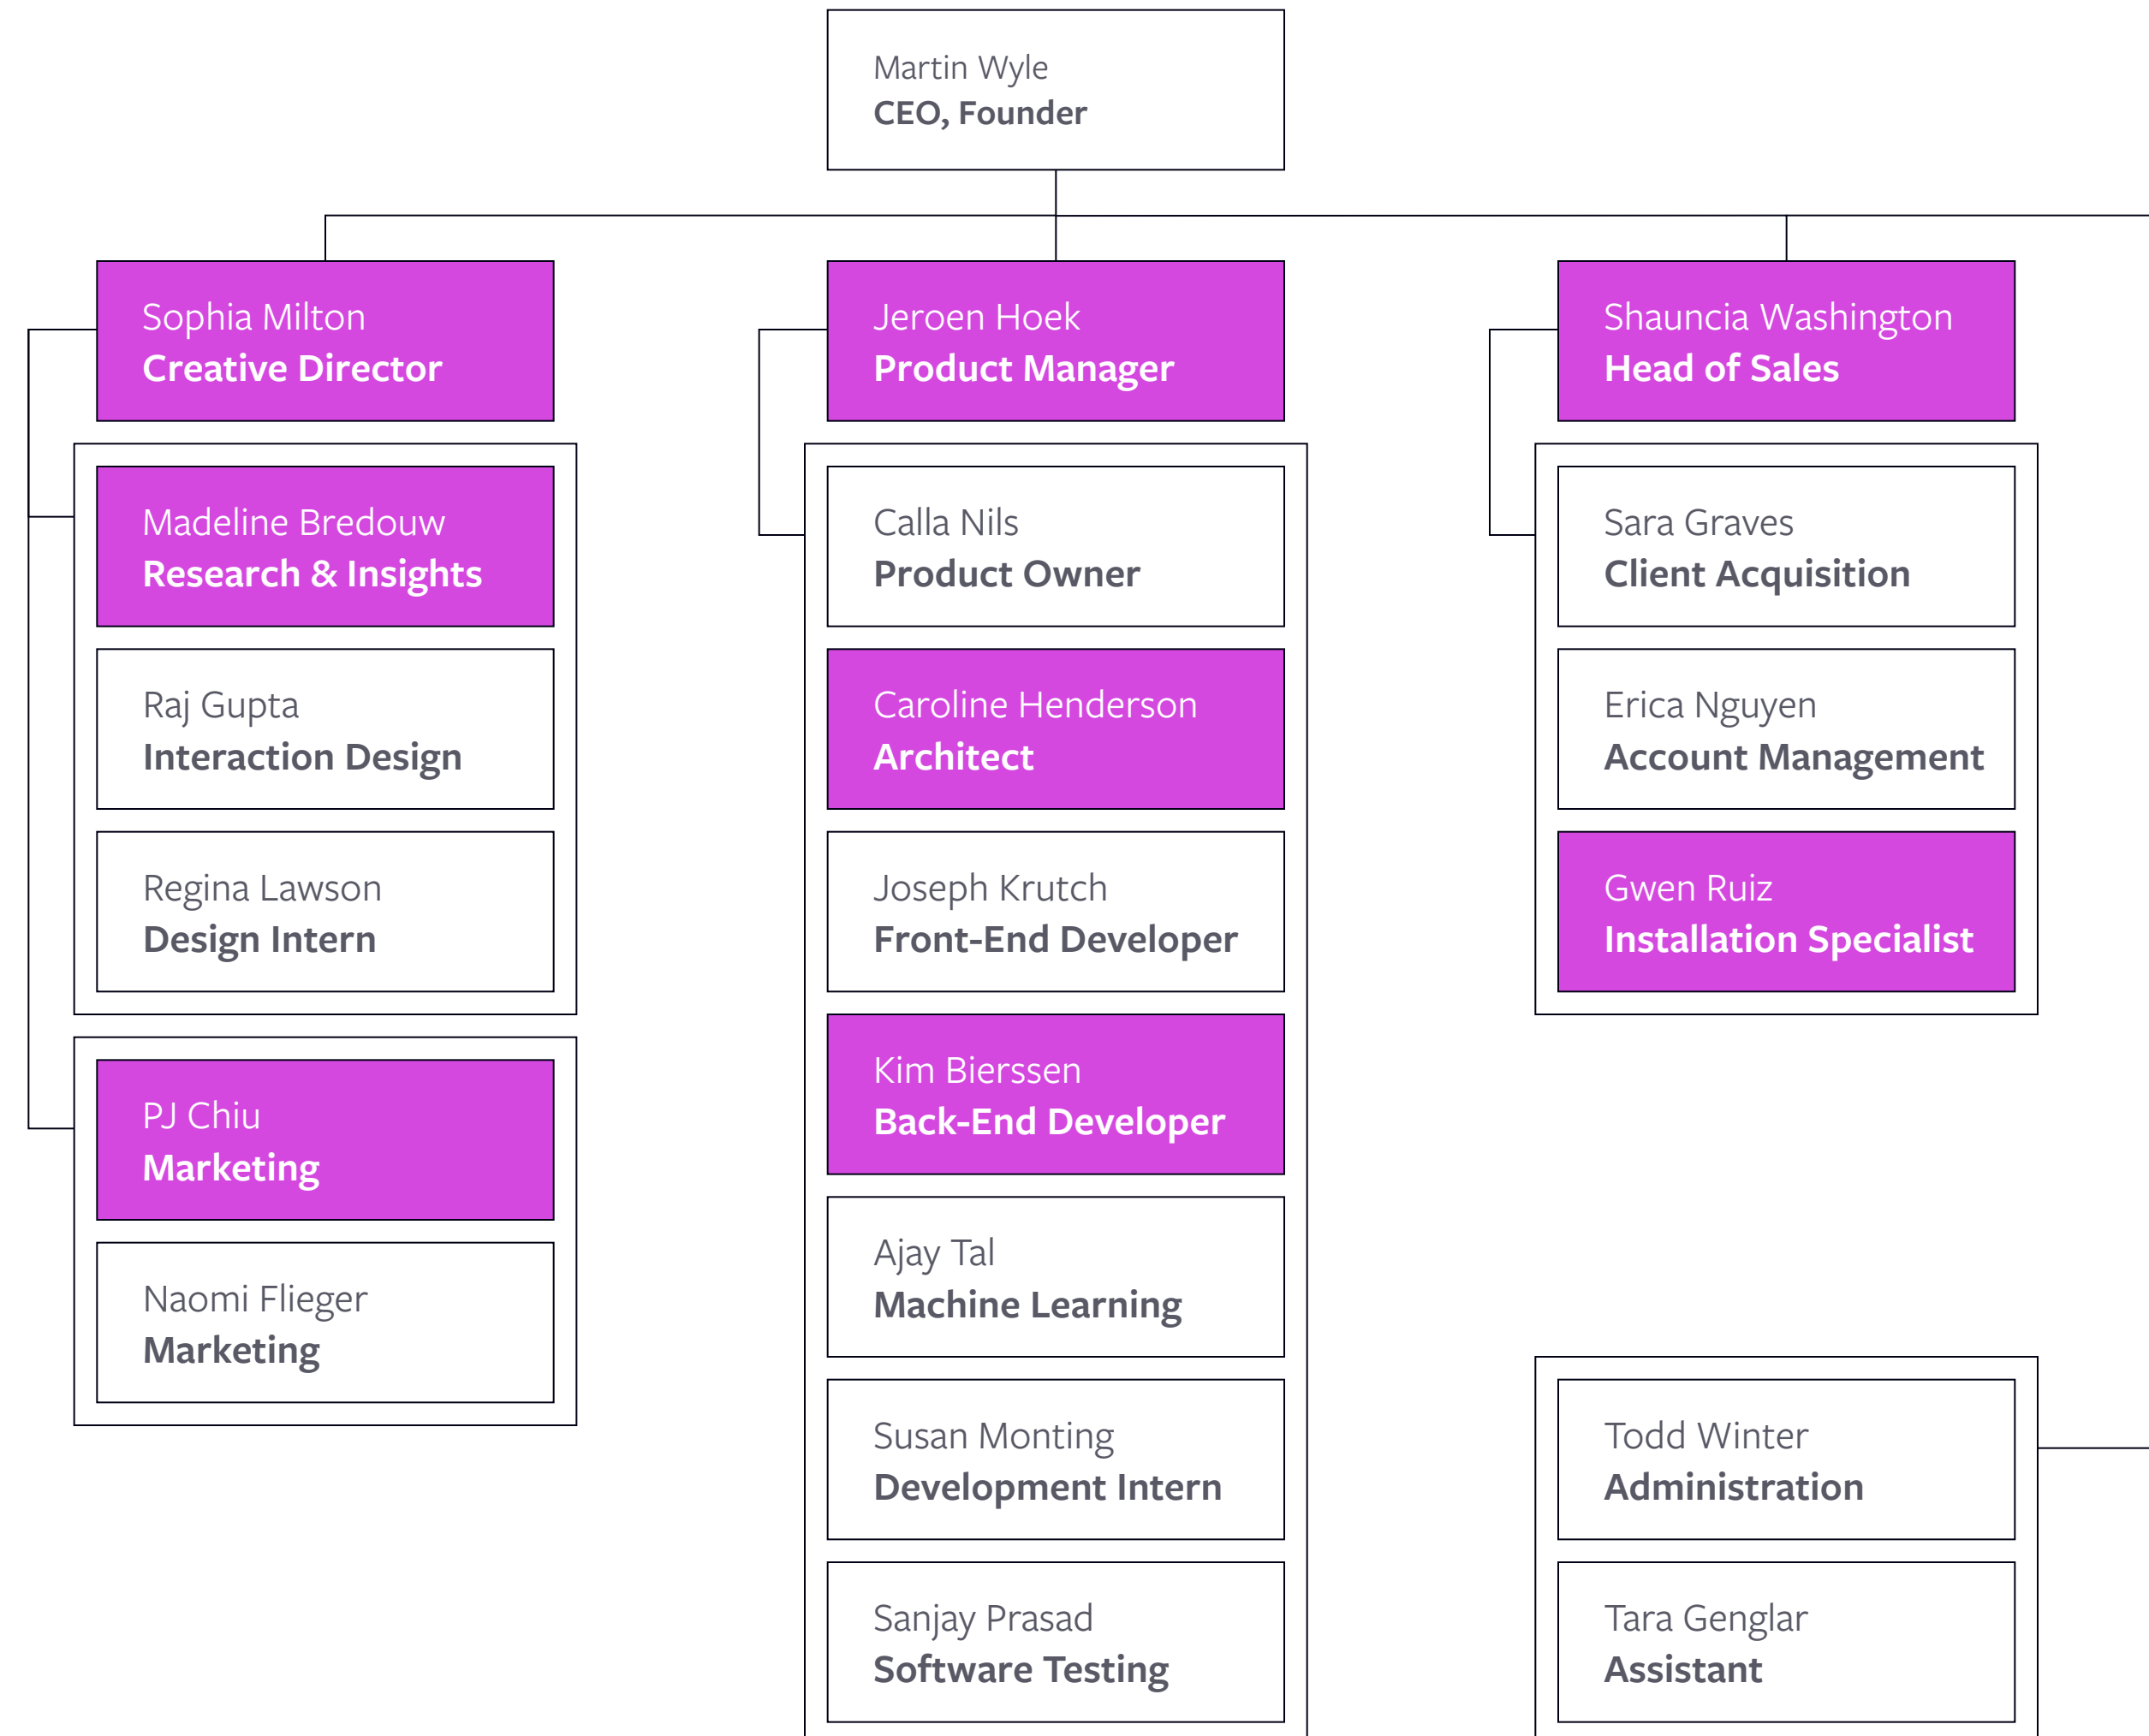 Martin Wyle
CEO, Founder
Sophia Milton
Creative Director
Madeline Bredouw
Research & Insights
Raj Gupta
Interaction Design
Regina Lawson
Design Intern
PJ Chiu
Marketing
Naomi Flieger
Marketing
Jeroen Hoek
Product Manager
Calla Nils
Product Owner
Caroline Henderson
Architect
Joseph Krutch
Front-End Developer
Kim Bierssen
Back-End Developer
Ajay Tal
Machine Learning
Susan Monting
Development Intern
Sanjay Prasad
Software Testing
Shauncia Washington
Head of Sales
Sara Graves
Client Acquisition
Erica Nguyen
Account Management
Gwen Ruiz
Installation Specialist
Todd Winter
Administration
Tara Genglar
Assistant